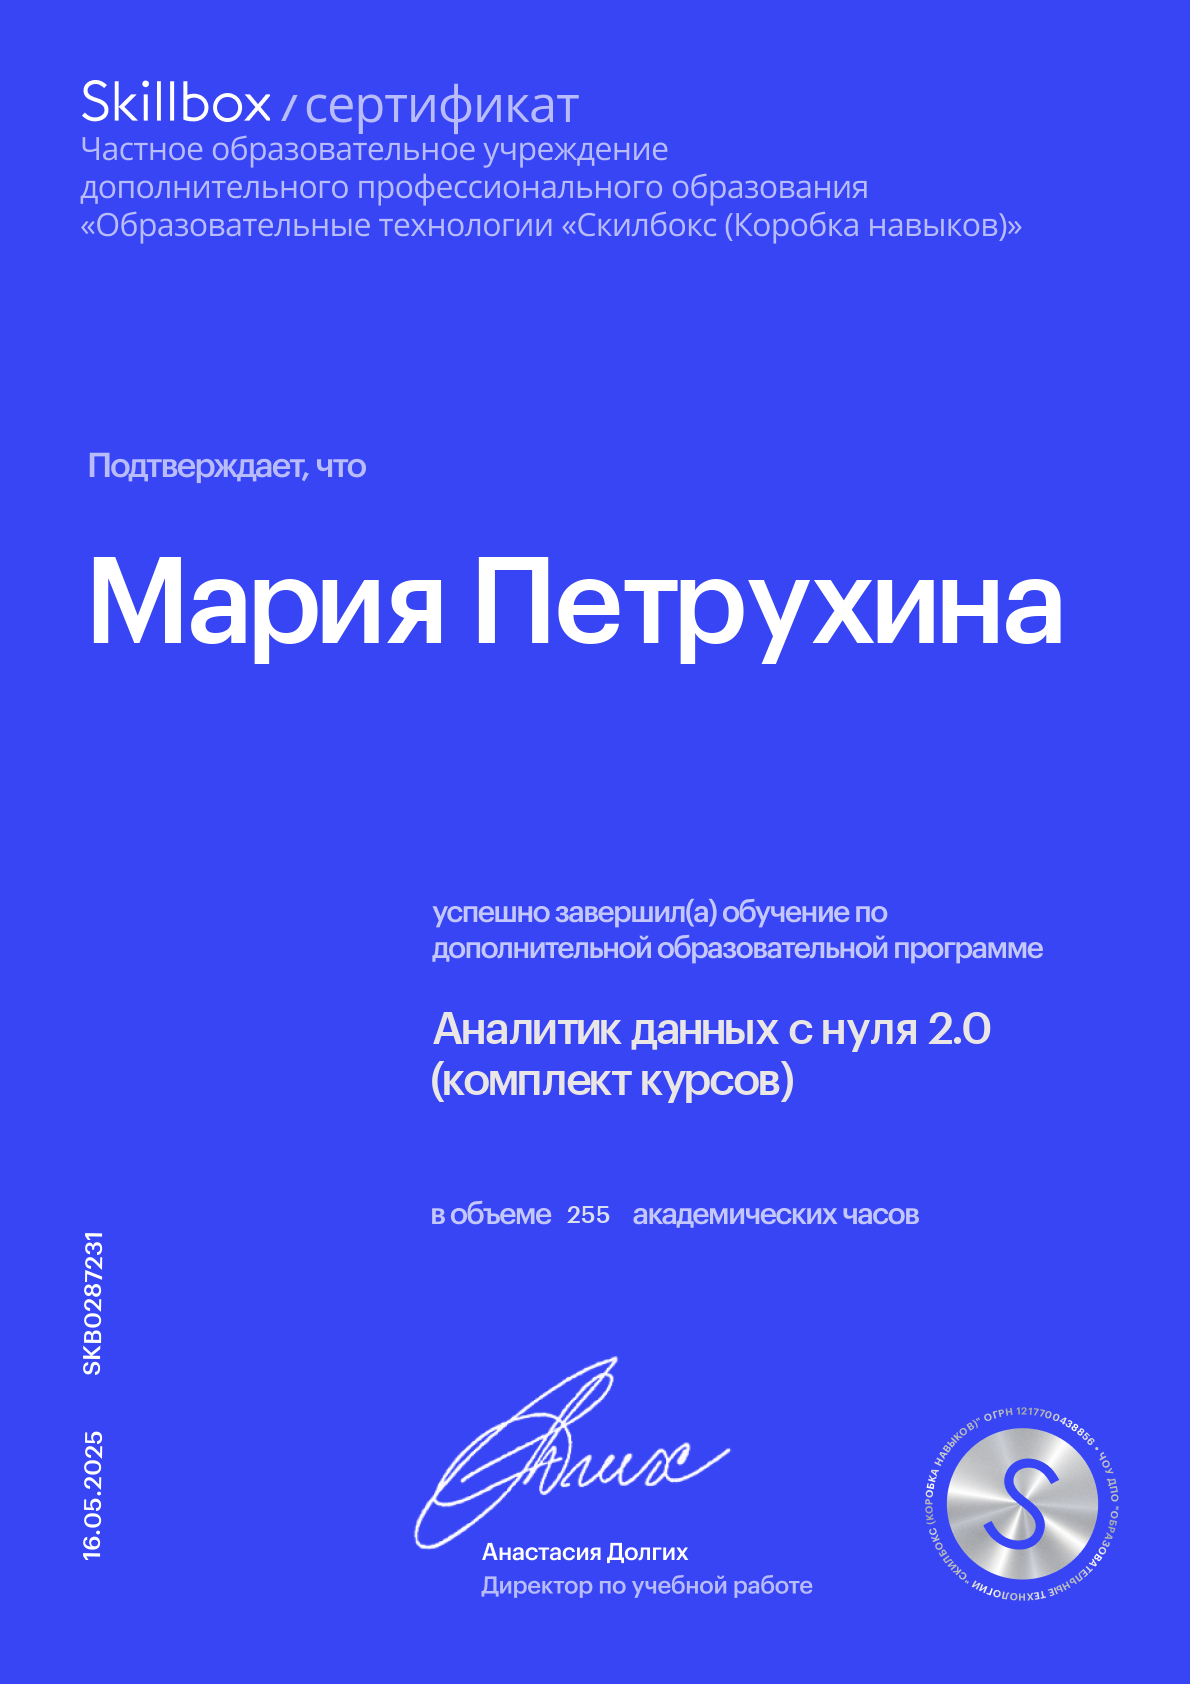 Skillbox / сертификат
Частное образовательное учреждение
дополнительного профессионального образования
«Образовательные технологии «Скилбокс (Коробка навыков)»
Подтверждает, что
Мария Петрухина
успешно завершил(а) обучение по
дополнительной образовательной программе
Аналитик данных с нуля 2.0
(комплект курсов)
в объеме 255 академических часов
SKB0287231
16.05.2025
Анастасия Долгих
Директор по учебной работе
ЧОУ ДПО "ОБРАЗОВАТЕЛЬНЫЕ ТЕХНОЛОГИИ "СКИЛБОКС (КОРОБКА НАВЫКОВ)" ОГРН 1217700438856 •